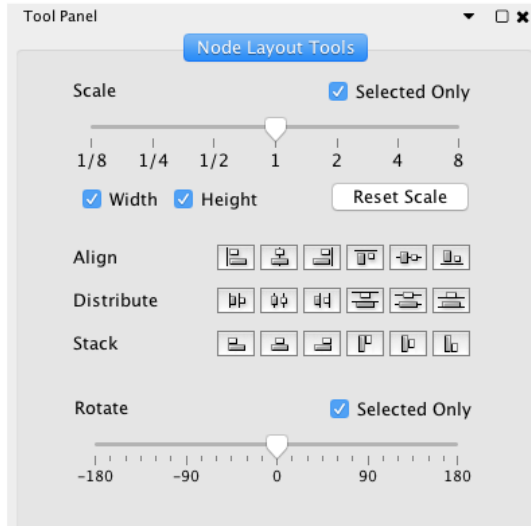 Tool Panel
Node Layout Tools
Scale Selected Only
1/8 1/4 1/2 1 2 4 8
Width Height Reset Scale
Align
Distribute
Stack
Rotate Selected Only
-180 -90 0 90 180